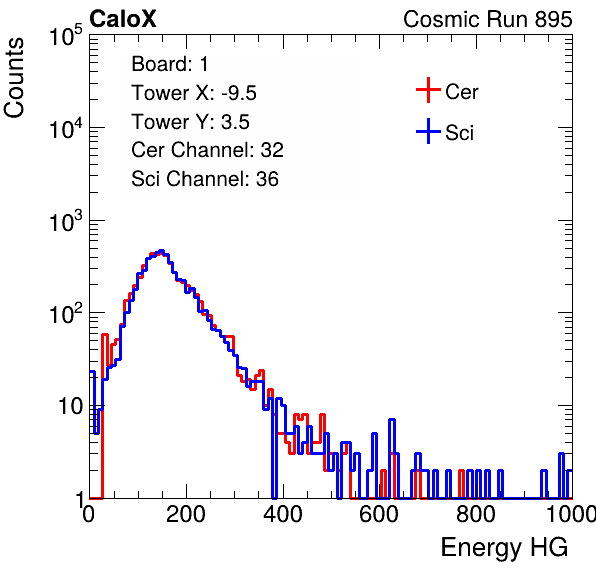 CaloX Cosmic Run 895
Counts
10^5
10^4
10^3
10^2
10
1
Board: 1
Tower X: -9.5
Tower Y: 3.5
Cer Channel: 32
Sci Channel: 36
Cer
Sci
0 200 400 600 800 1000
Energy HG